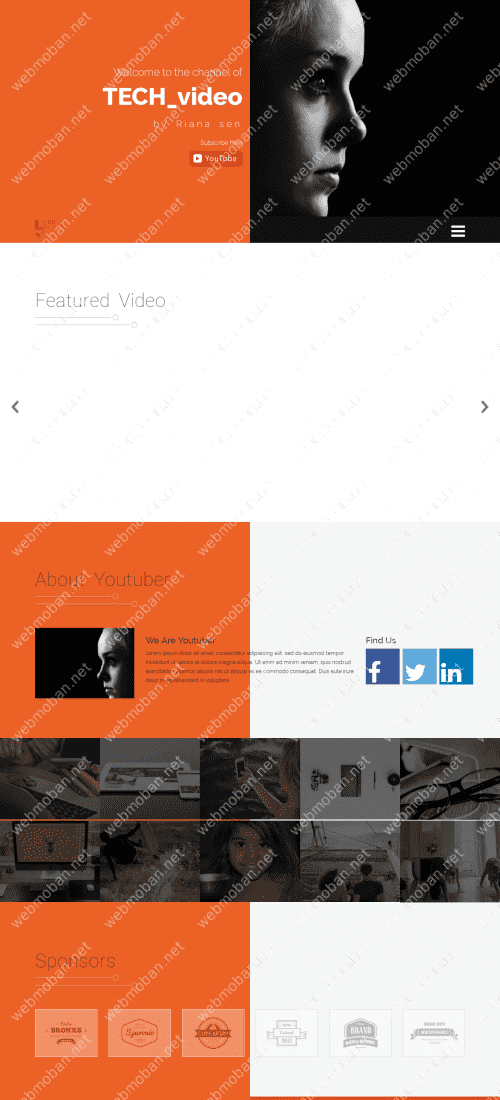 Welcome to the channel of
TECH_video
by Riana sen
Subscribe Here
YouTube
Featured Video
About Youtuber
We Are Youtuber
Lorem ipsum dolor sit amet, consectetur adipisicing elit, sed do eiusmod tempor
incididunt ut labore et dolore magna aliqua. Ut enim ad minim veniam, quis nostrud
exercitation ullamco laboris nisi ut aliquip ex ea commodo consequat. Duis aute irure
dolor in reprehenderit in voluptate
Find Us
Sponsors
BRONXE
Sparonic
BRAND
webmoban.net